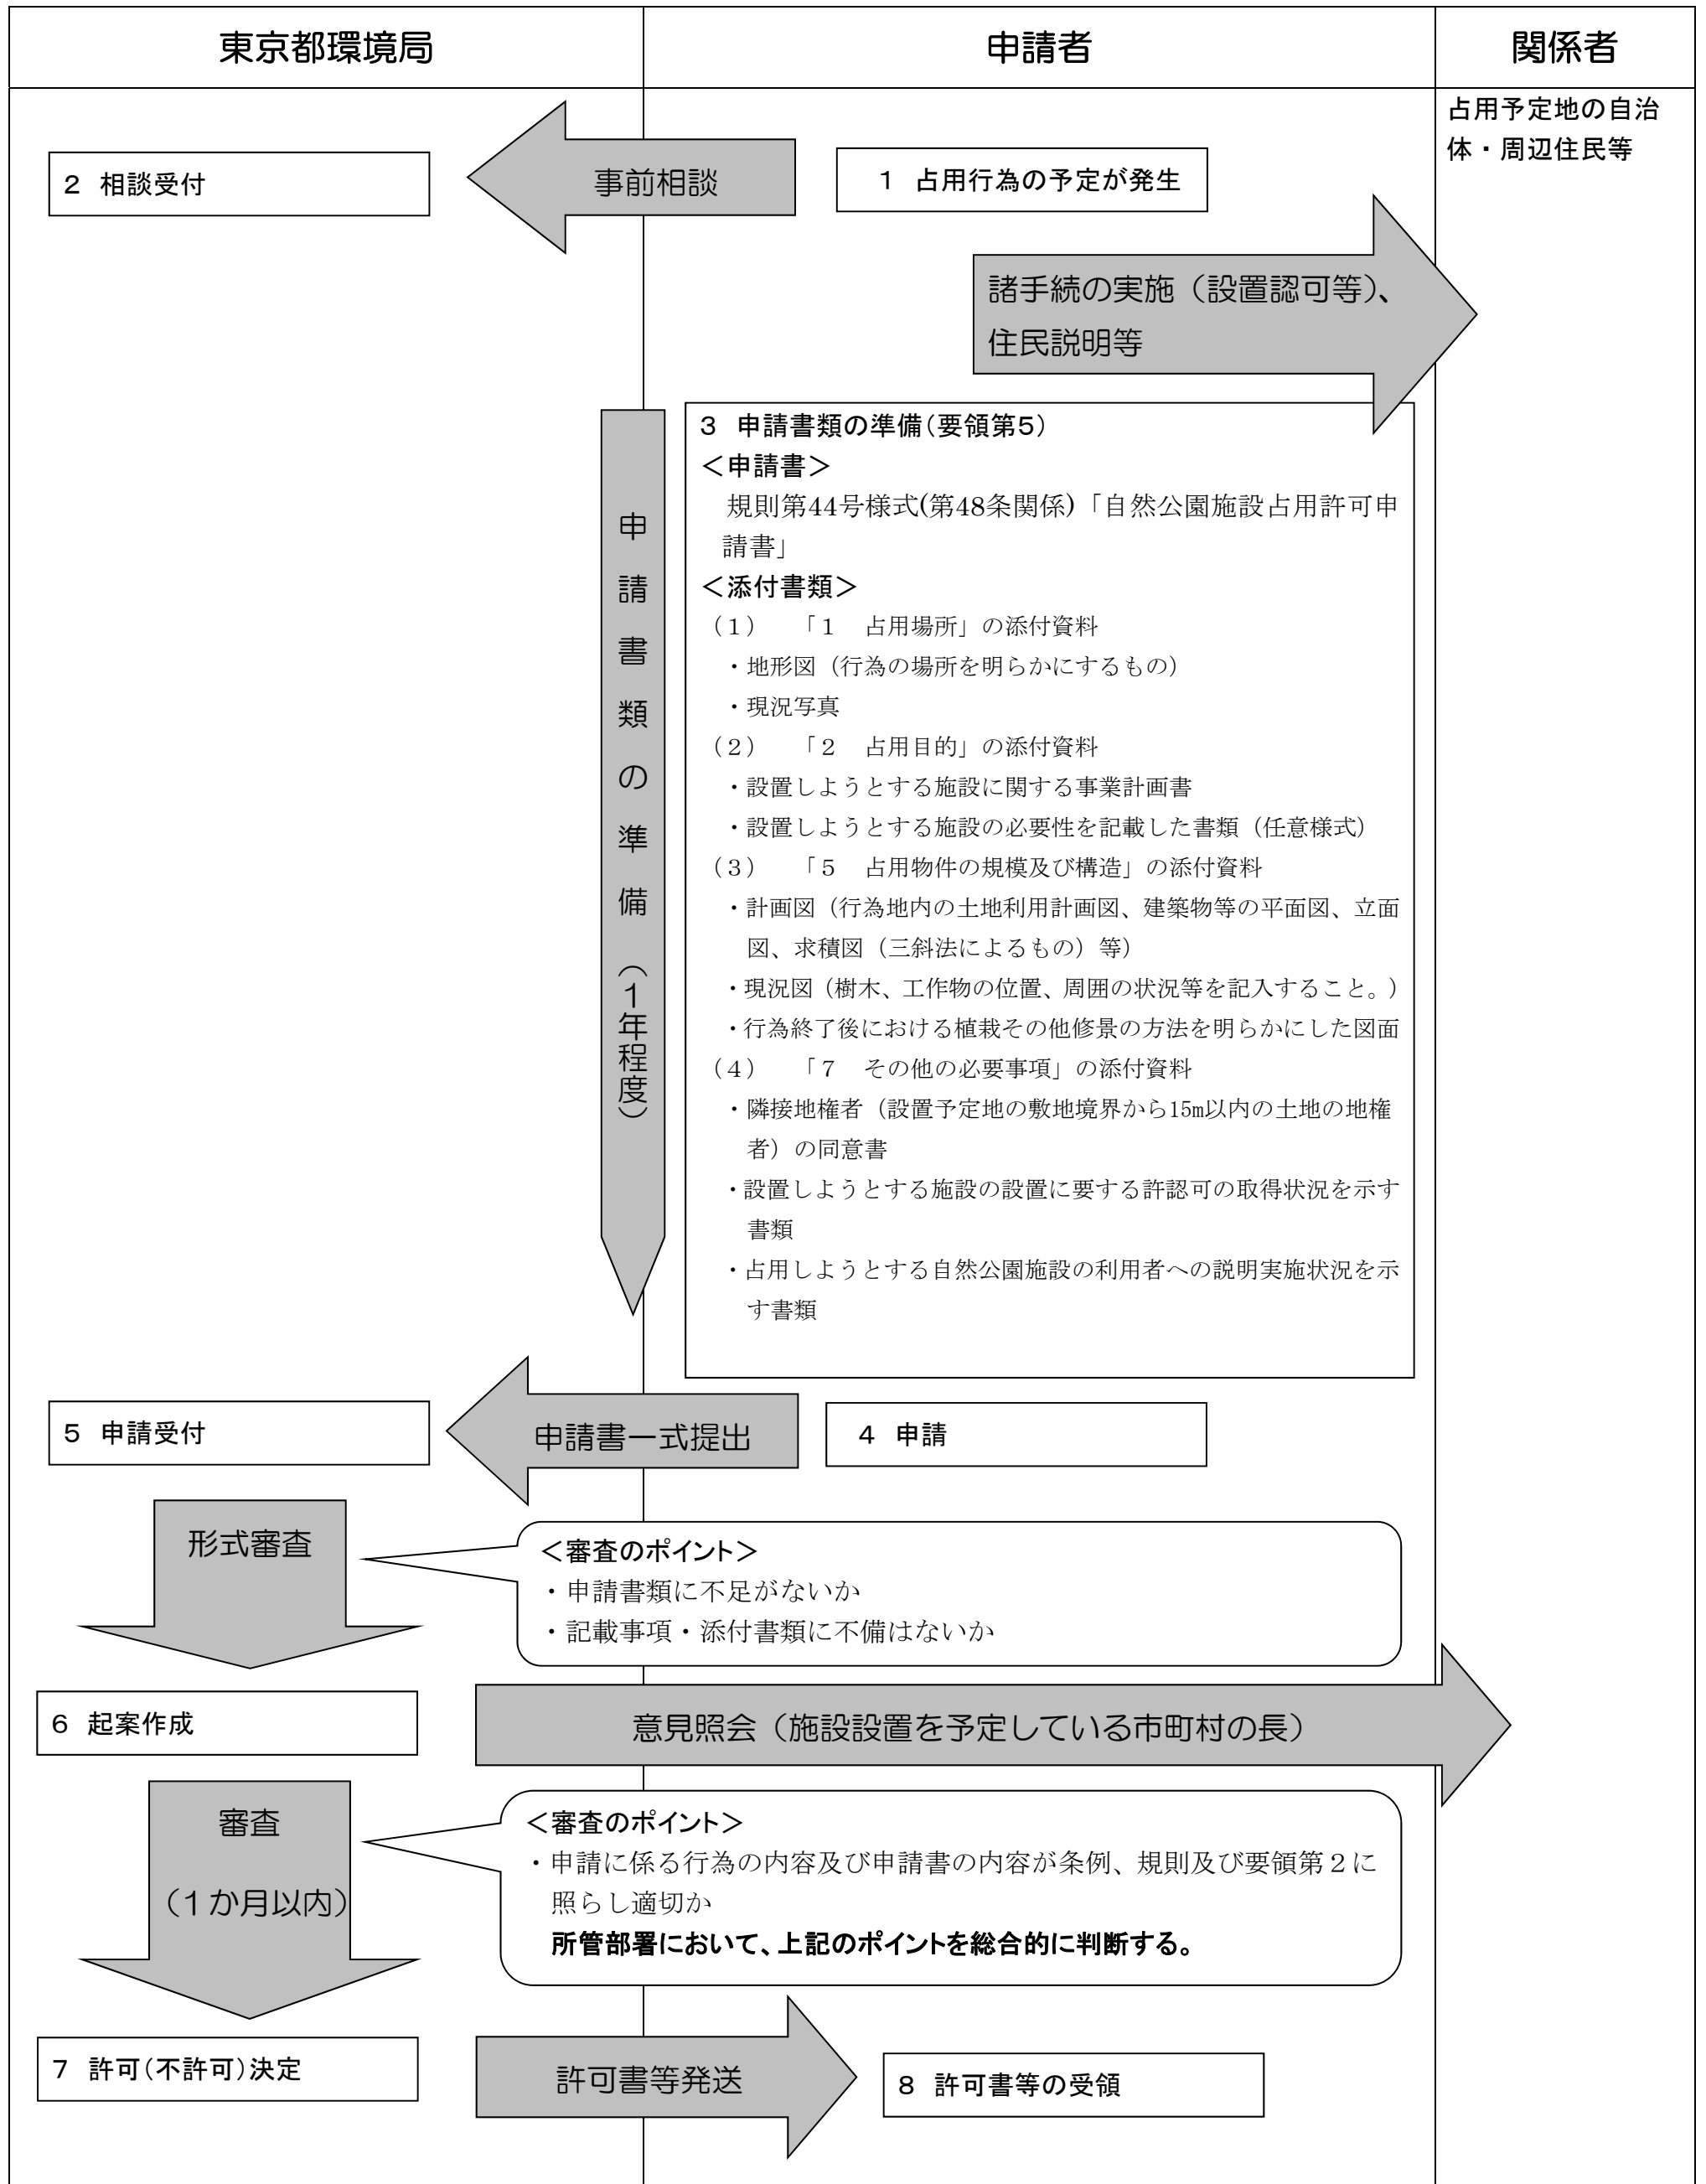 東京都環境局
申請者
関係者
占用予定地の自治
体・周辺住民等
1 占用行為の予定が発生
事前相談
2 相談受付
諸手続の実施（設置認可等）、
住民説明等
申請書類の準備（1年程度）
3 申請書類の準備（要領第5）
＜申請書＞
規則第44号様式(第48条関係)「自然公園施設占用許可申
請書」
＜添付書類＞
（１） 「１ 占用場所」の添付資料
・地形図（行為の場所を明らかにするもの）
・現況写真
（２） 「２ 占用目的」の添付資料
・設置しようとする施設に関する事業計画書
・設置しようとする施設の必要性を記載した書類（任意様式）
（３） 「５ 占用物件の規模及び構造」の添付資料
・計画図（行為地内の土地利用計画図、建築物等の平面図、立面
図、求積図（三斜法によるもの）等）
・現況図（樹木、工作物の位置、周囲の状況等を記入すること。）
・行為終了後における植栽その他修景の方法を明らかにした図面
（４） 「７ その他の必要事項」の添付資料
・隣接地権者（設置予定地の敷地境界から15m以内の土地の地権
者）の同意書
・設置しようとする施設の設置に要する許認可の取得状況を示す
書類
・占用しようとする自然公園施設の利用者への説明実施状況を示
す書類
4 申請
申請書一式提出
5 申請受付
形式審査
＜審査のポイント＞
・申請書類に不足がないか
・記載事項・添付書類に不備はないか
6 起案作成
意見照会（施設設置を予定している市町村の長）
審査
（1か月以内）
＜審査のポイント＞
・申請に係る行為の内容及び申請書の内容が条例、規則及び要領第２に
照らし適切か
所管部署において、上記のポイントを総合的に判断する。
7 許可（不許可）決定
許可書等発送
8 許可書等の受領